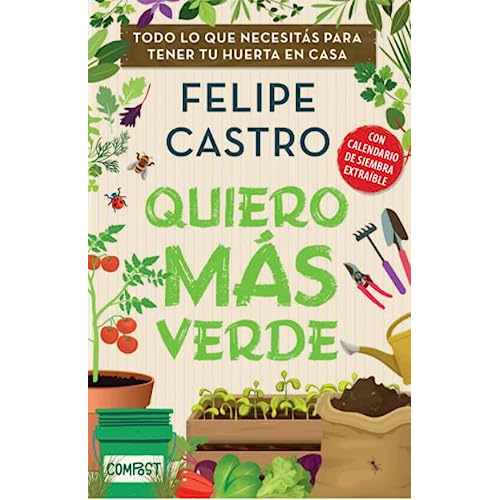 TODO LO QUE NECESITÁS PARA
TENER TU HUERTA EN CASA
FELIPE
CASTRO
CON
CALENDARIO
DE SIEMBRA
EXTRAÍBLE
QUIERO
MÁS
VERDE
COMPOST